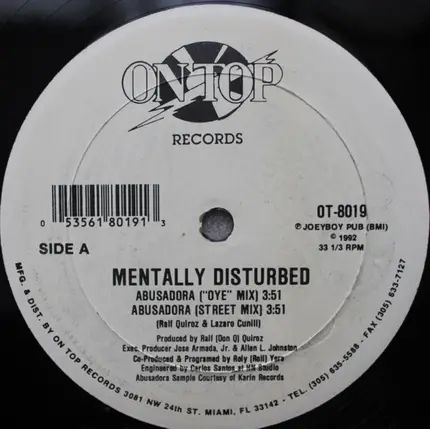 ON TOP
RECORDS
0 53561 80191 3
OT-8019
℗ JOEYBOY PUB (BMI)
© 1992
33 1/3 RPM
SIDE A
MENTALLY DISTURBED
ABUSADORA ("OYE" MIX) 3:51
ABUSADORA (STREET MIX) 3:51
(Ralf Quiroz & Lazaro Cunill)
Produced by Ralf (Don Q) Quiroz
Exec. Producer Jose Armada, Jr. & Allen L. Johnston
Co-Produced & Programed by Roly (Roll) Yera
Engineered by Carlos Santos at HN Studio
Abusadora Sample Courtesy of Karin Records
MFG. & DIST. BY ON TOP RECORDS 3081 NW 24th ST. MIAMI, FL 33142 - TEL. (305) 635-5588 - FAX (305) 633-7127